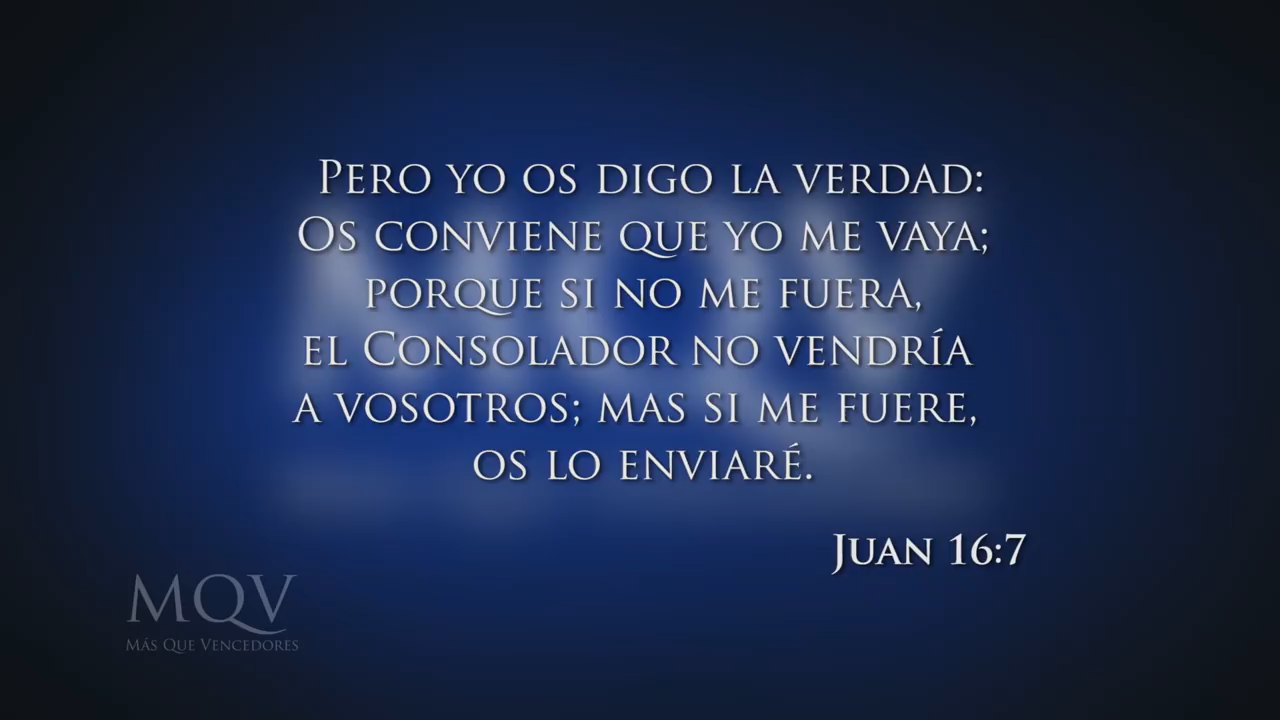 Pero yo os digo la verdad:
Os conviene que yo me vaya;
porque si no me fuera,
el Consolador no vendría
a vosotros; mas si me fuere,
os lo enviaré.
Juan 16:7
MQV
Más Que Vencedores